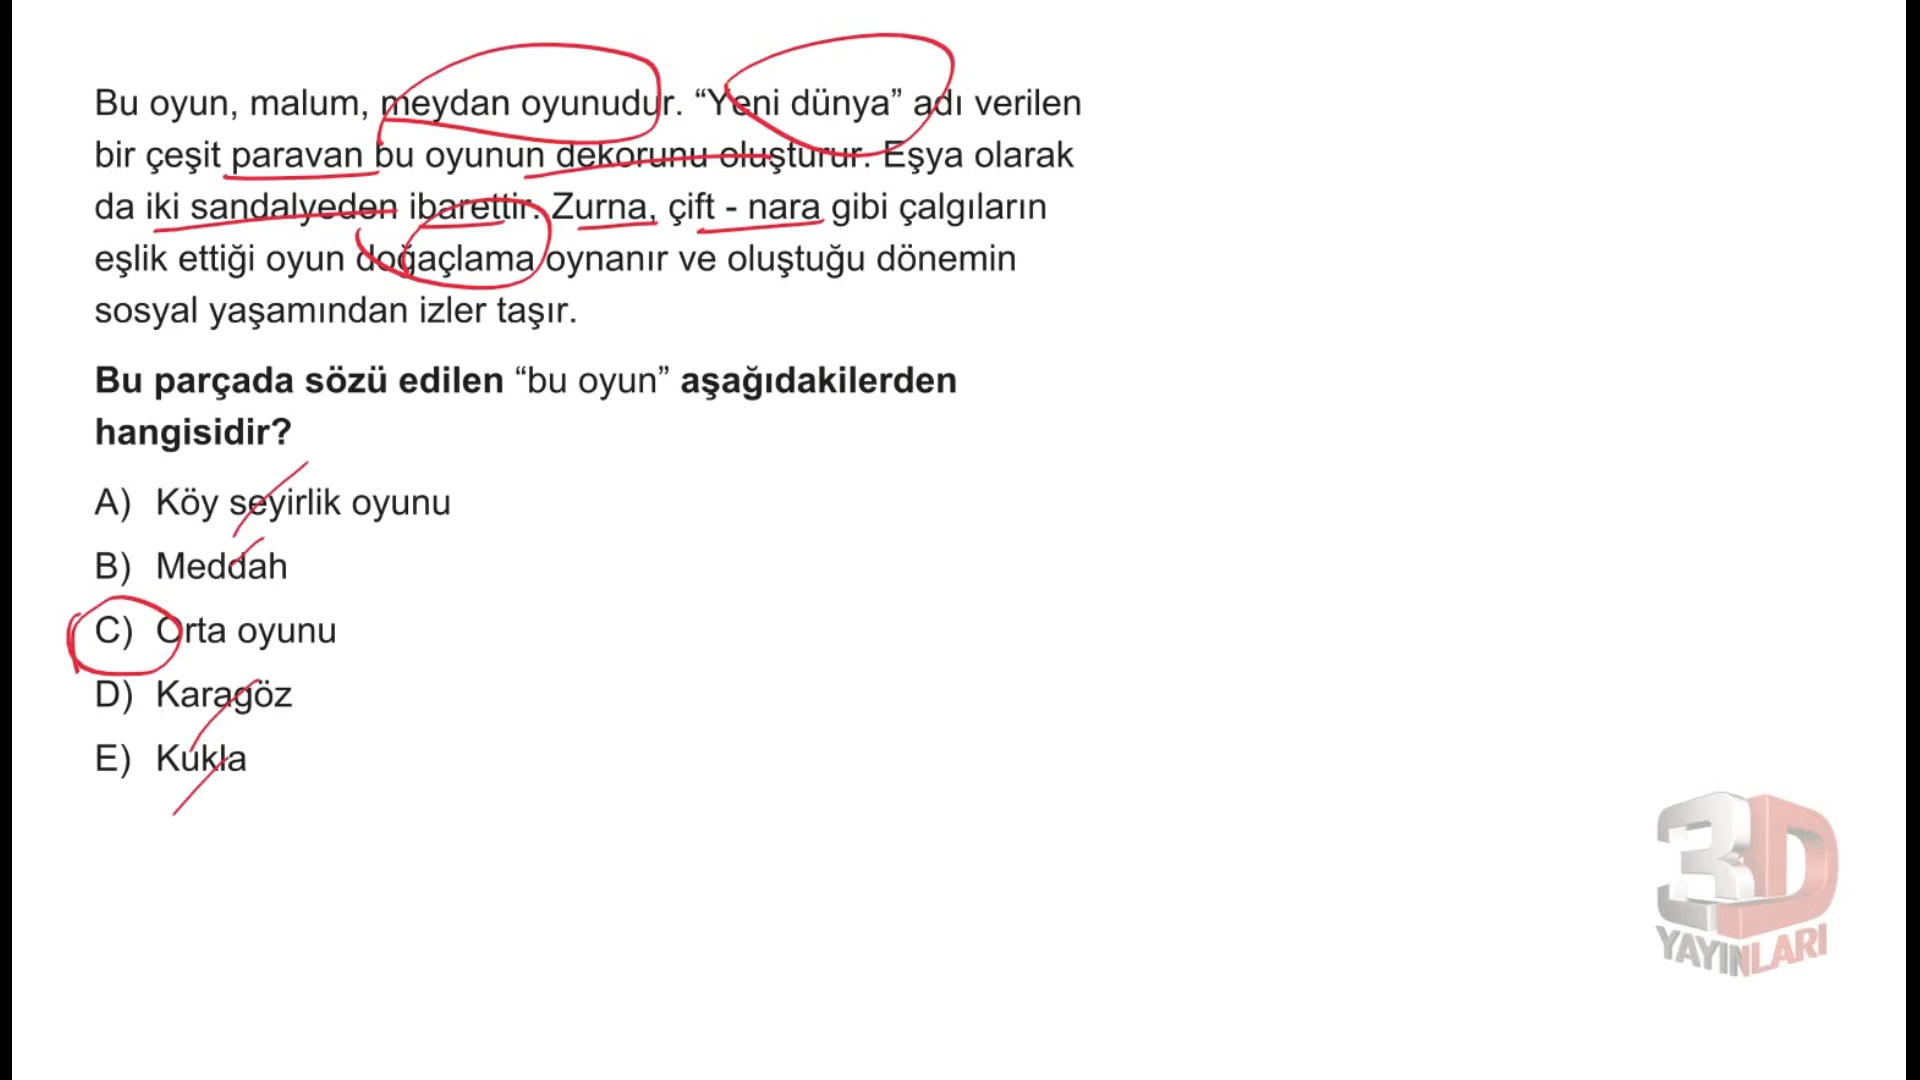 Bu oyun, malum, meydan oyunudur. “Yeni dünya” adı verilen
bir çeşit paravan bu oyunun dekorunu oluşturur. Eşya olarak
da iki sandalyeden ibarettir. Zurna, çift - nara gibi çalgıların
eşlik ettiği oyun doğaçlama oynanır ve oluştuğu dönemin
sosyal yaşamından izler taşır.
Bu parçada sözü edilen “bu oyun” aşağıdakilerden
hangisidir?
A) Köy seyirlik oyunu
B) Meddah
C) Orta oyunu
D) Karagöz
E) Kukla
3D
YAYINLARI